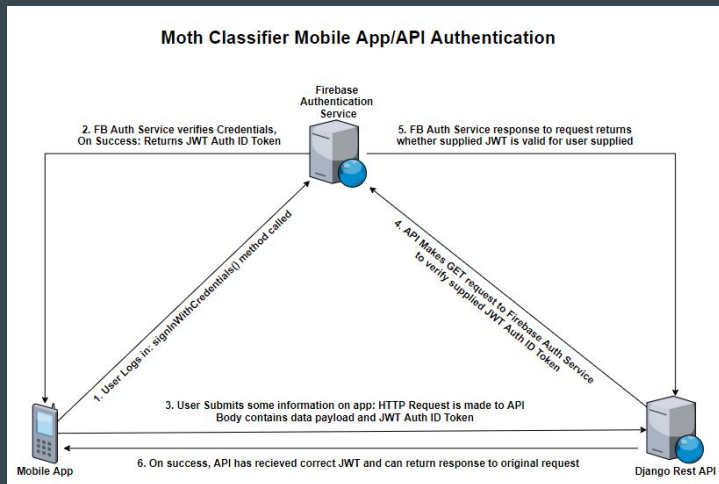 Moth Classifier Mobile App/API Authentication
Firebase
Authentication
Service
2. FB Auth Service verifies Credentials,
On Success: Returns JWT Auth ID Token
5. FB Auth Service response to request returns
whether supplied JWT is valid for user supplied
1. User Logs in: signInWithCredentials() method called
4. API Makes GET request to Firebase Auth Service
to verify supplied JWT Auth ID Token
3. User Submits some information on app: HTTP Request is made to API
Body contains data payload and JWT Auth ID Token
6. On success, API has recieved correct JWT and can return response to original request
Mobile App
Django Rest API